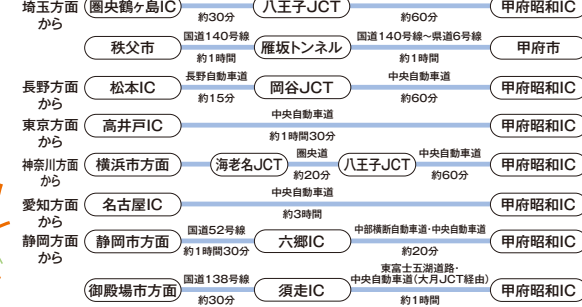 埼玉方面から 圏央鶴ヶ島IC 約30分 八王子JCT 約60分 甲府昭和IC
秩父市 国道140号線 約1時間 雁坂トンネル 国道140号線~県道6号線 約1時間 甲府市
長野方面から 松本IC 長野自動車道 約15分 岡谷JCT 中央自動車道 約60分 甲府昭和IC
東京方面から 高井戸IC 中央自動車道 約1時間30分 甲府昭和IC
神奈川方面から 横浜市方面 海老名JCT 圏央道 約20分 八王子JCT 中央自動車道 約60分 甲府昭和IC
愛知方面から 名古屋IC 中央自動車道 約3時間 甲府昭和IC
静岡方面から 静岡市方面 国道52号線 約1時間30分 六郷IC 中部横断自動車道・中央自動車道 約20分 甲府昭和IC
御殿場市方面 国道138号線 約30分 須走IC 東富士五湖道路・中央自動車道(大月JCT経由) 約1時間 甲府昭和IC